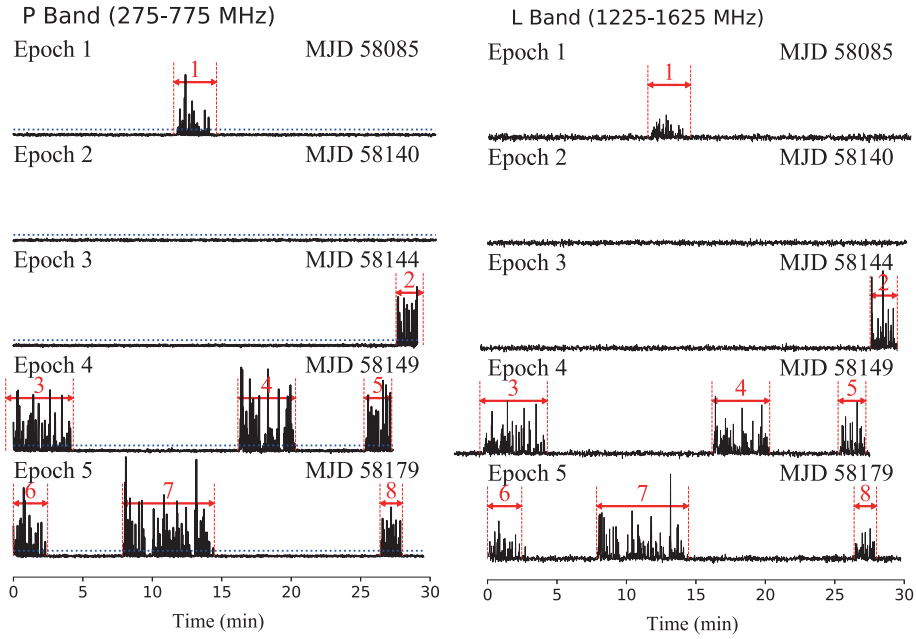 P Band (275-775 MHz)
Epoch 1 MJD 58085
1
Epoch 2 MJD 58140
Epoch 3 MJD 58144
2
Epoch 4 MJD 58149
3 4 5
Epoch 5 MJD 58179
6 7 8
0 5 10 15 20 25 30
Time (min)
L Band (1225-1625 MHz)
Epoch 1 MJD 58085
1
Epoch 2 MJD 58140
Epoch 3 MJD 58144
2
Epoch 4 MJD 58149
3 4 5
Epoch 5 MJD 58179
6 7 8
0 5 10 15 20 25 30
Time (min)